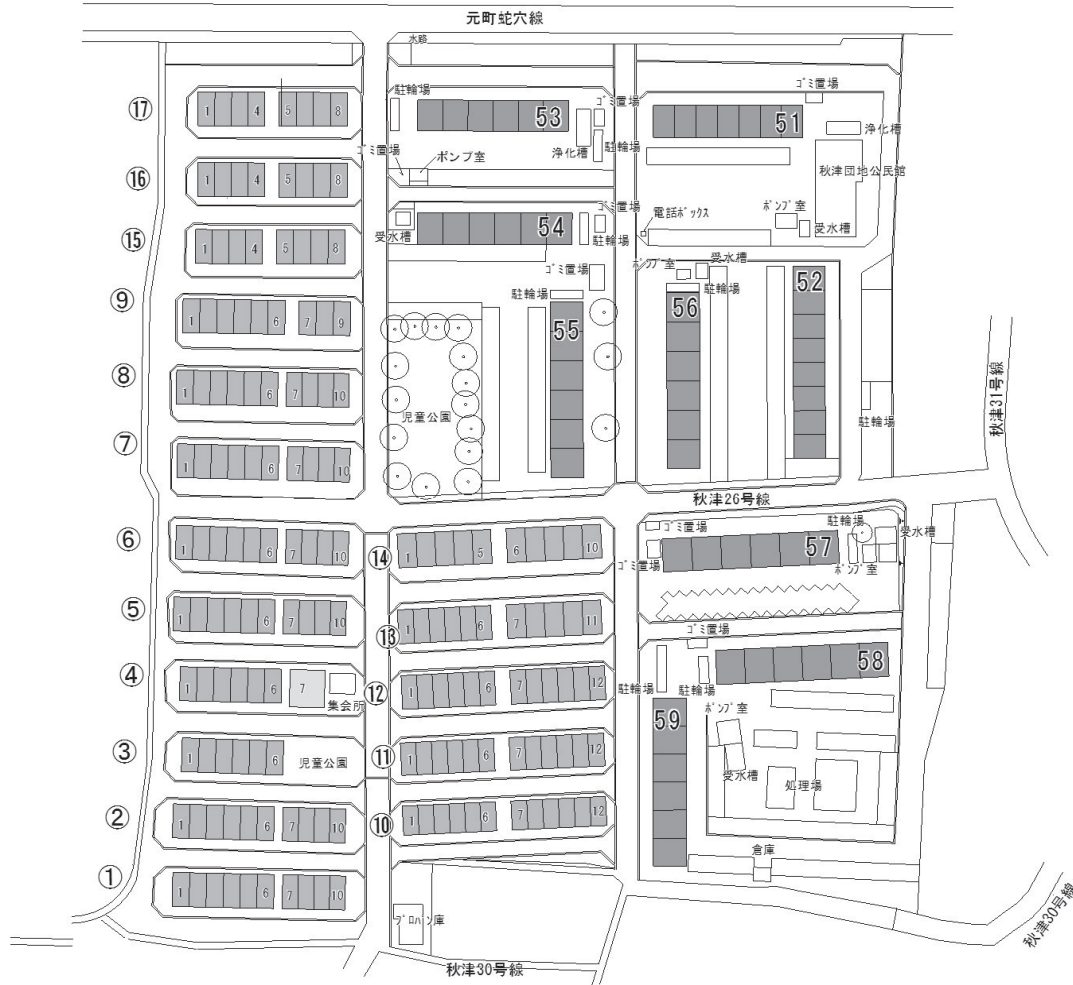 元町蛇穴線
水路
⑰
1 4 5 8
駐輪場
53
ゴミ置場
浄化槽
駐輪場
ゴミ置場
ポンプ室
ゴミ置場
51
浄化槽
秋津団地公民館
電話ボックス
ポンプ室
受水槽
⑯
1 4 5 8
⑮
1 4 5 8
受水槽
54
ゴミ置場
駐輪場
ゴミ置場
駐輪場
55
児童公園
ポンプ室
受水槽
駐輪場
56
52
駐輪場
秋津31号線
⑨
1 6 7 9
⑧
1 6 7 10
⑦
1 6 7 10
秋津26号線
⑥
1 6 7 10
⑭
1 5 6 10
ゴミ置場
ゴミ置場
57
駐輪場
受水槽
ポンプ室
⑤
1 6 7 10
⑬
1 6 7 11
ゴミ置場
58
駐輪場
駐輪場
④
1 6 7
集会所
⑫
1 6 7 12
59
ポンプ室
受水槽
処理場
③
1 6
児童公園
⑪
1 6 7 12
②
1 6 7 10
⑩
1 6 7 12
倉庫
①
1 6 7 10
プロパン庫
秋津30号線
秋津30号線